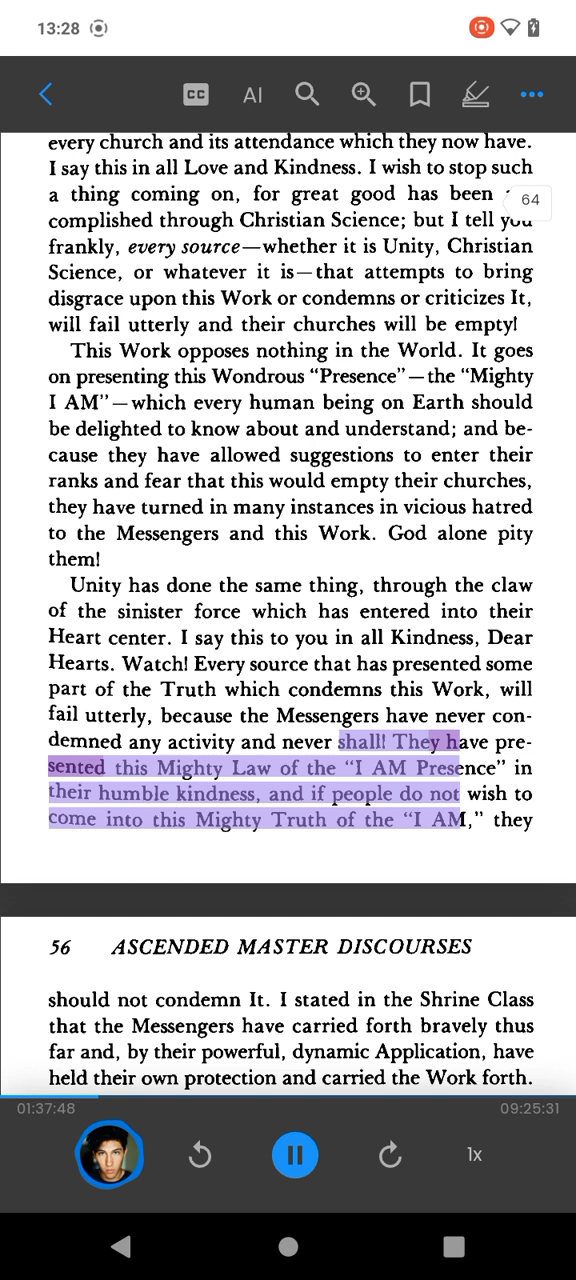 13:28
CC AI
every church and its attendance which they now have.
I say this in all Love and Kindness. I wish to stop such
a thing coming on, for great good has been
64
complished through Christian Science; but I tell you
frankly, every source—whether it is Unity, Christian
Science, or whatever it is—that attempts to bring
disgrace upon this Work or condemns or criticizes It,
will fail utterly and their churches will be empty!
This Work opposes nothing in the World. It goes
on presenting this Wondrous “Presence”—the “Mighty
I AM”—which every human being on Earth should
be delighted to know about and understand; and be-
cause they have allowed suggestions to enter their
ranks and fear that this would empty their churches,
they have turned in many instances in vicious hatred
to the Messengers and this Work. God alone pity
them!
Unity has done the same thing, through the claw
of the sinister force which has entered into their
Heart center. I say this to you in all Kindness, Dear
Hearts. Watch! Every source that has presented some
part of the Truth which condemns this Work, will
fail utterly, because the Messengers have never con-
demned any activity and never shall! They have pre-
sented this Mighty Law of the “I AM Presence” in
their humble kindness, and if people do not wish to
come into this Mighty Truth of the “I AM,” they
56 ASCENDED MASTER DISCOURSES
should not condemn It. I stated in the Shrine Class
that the Messengers have carried forth bravely thus
far and, by their powerful, dynamic Application, have
held their own protection and carried the Work forth.
01:37:48 09:25:31
1x